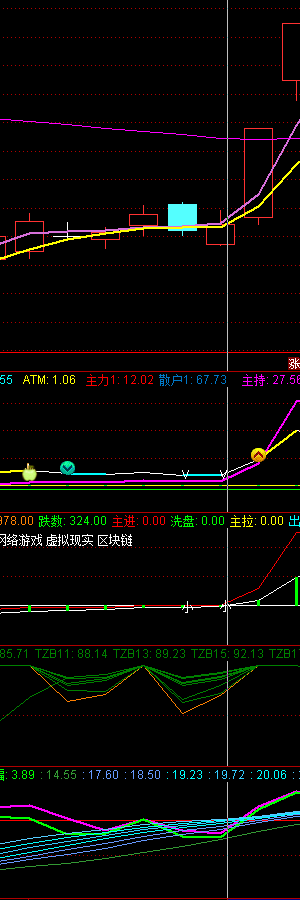 涨
55 ATM: 1.06 主力1: 12.02 散户1: 67.73 主持: 27.56
978.00 跌数: 324.00 主进: 0.00 洗盘: 0.00 主拉: 0.00 出
网络游戏 虚拟现实 区块链
85.71 TZB11: 88.14 TZB13: 89.23 TZB15: 92.13 TZB1
: 3.89 : 14.55 : 17.60 : 18.50 : 19.23 : 19.72 : 20.06 :